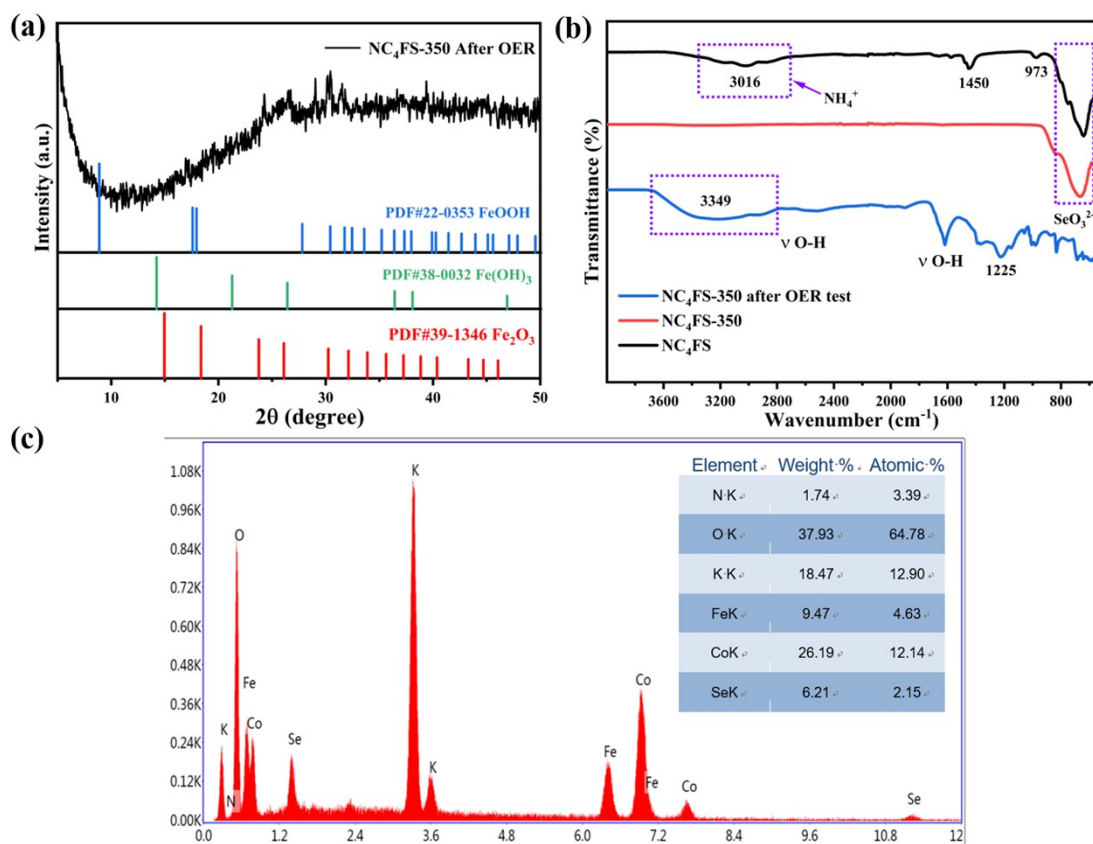 (a)
NC₄FS-350 After OER
PDF#22-0353 FeOOH
PDF#38-0032 Fe(OH)₃
PDF#39-1346 Fe₂O₃
Intensity (a.u.)
10 20 30 40 50
2θ (degree)
(b)
3016
NH₄⁺
1450
973
SeO₃²⁻
3349
ν O-H
ν O-H
1225
NC₄FS-350 after OER test
NC₄FS-350
NC₄FS
Transmittance (%)
3600 3200 2800 2400 2000 1600 1200 800
Wavenumber (cm⁻¹)
(c)
1.08K
0.96K
0.84K
0.72K
0.60K
0.48K
0.36K
0.24K
0.12K
0.00K
0.0 1.2 2.4 3.6 4.8 6.0 7.2 8.4 9.6 10.8 12
K
N
O
Fe
Co
Se
K
K
Fe
Co
Fe
Co
Se
Element Weight·% Atomic·%
N·K 1.74 3.39
O·K 37.93 64.78
K·K 18.47 12.90
FeK 9.47 4.63
CoK 26.19 12.14
SeK 6.21 2.15